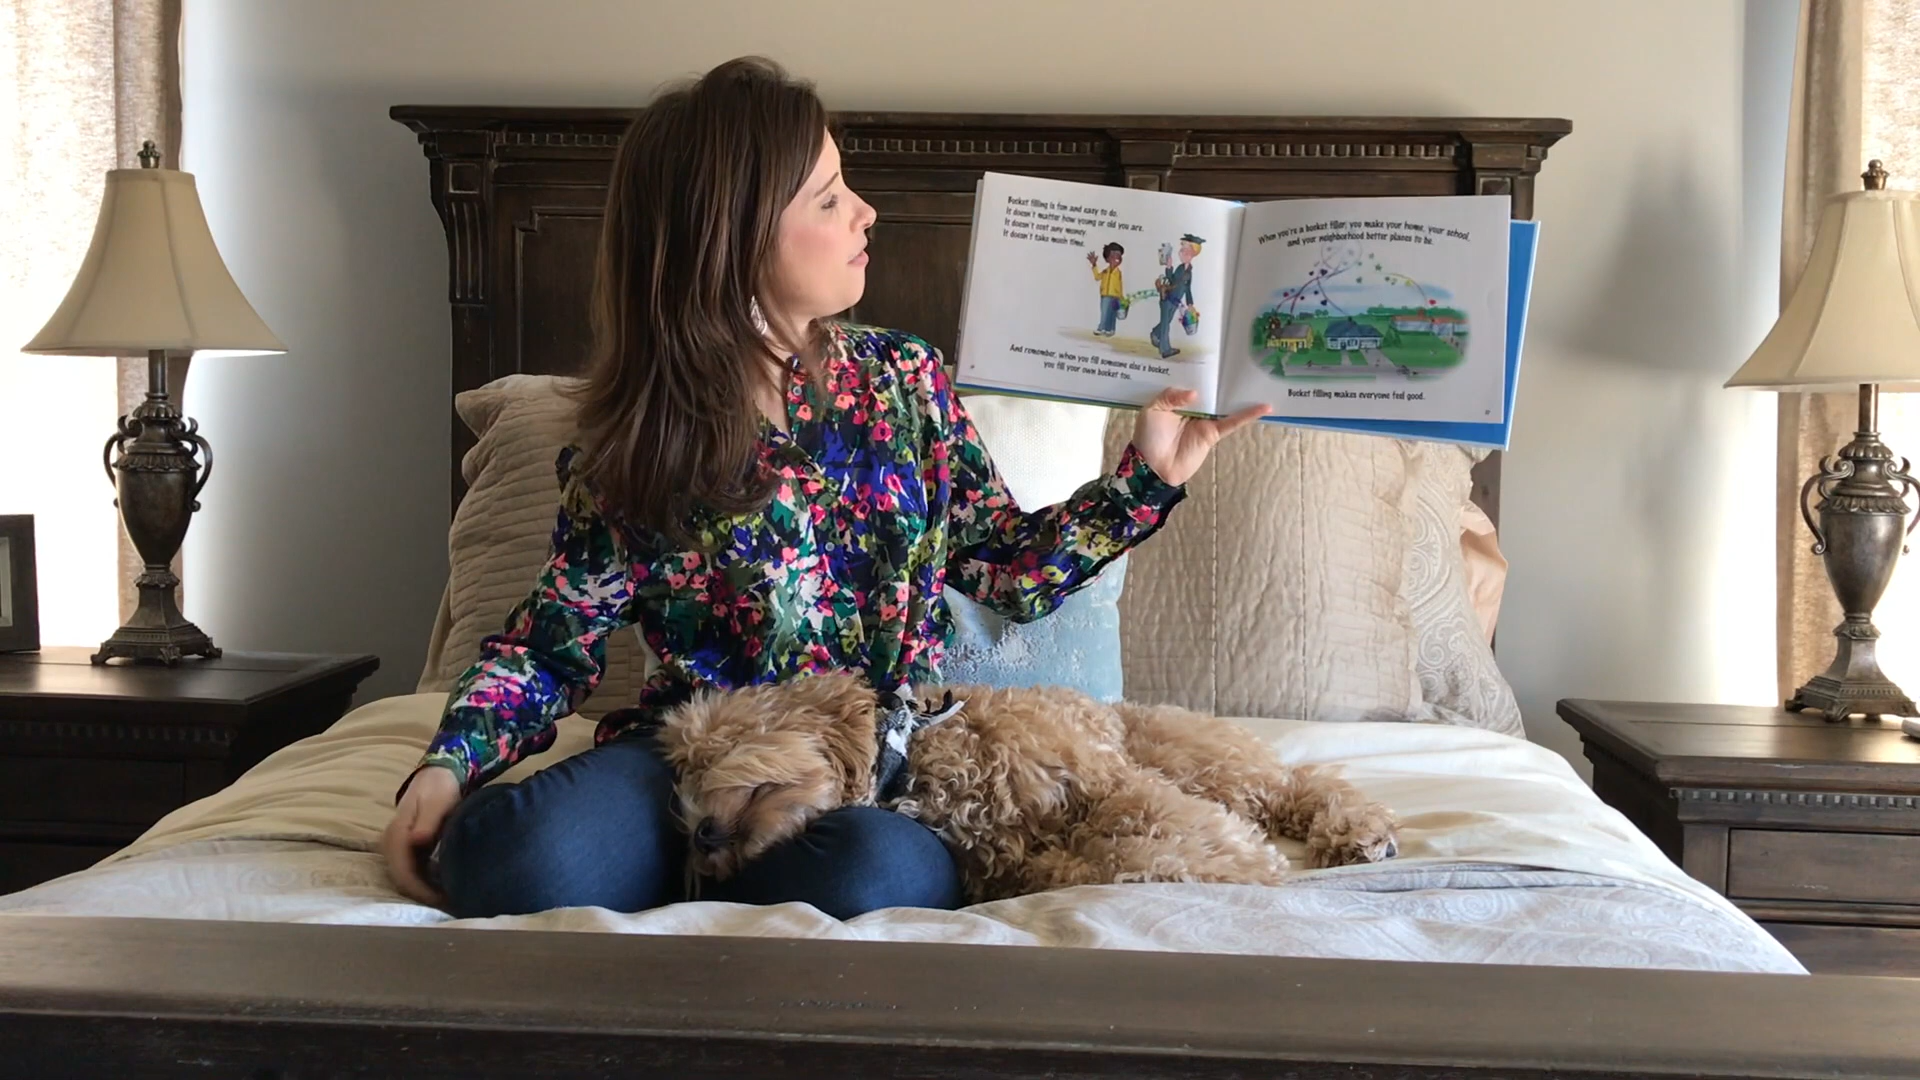 Bucket filling is fun and easy to do.
It doesn't matter how young or old you are.
It doesn't cost any money.
It doesn't take much time.
And remember, when you fill someone else's bucket,
you fill your own bucket too.
When you're a bucket filler, you make your home, your school,
and your neighborhood better places to be.
Bucket filling makes everyone feel good.